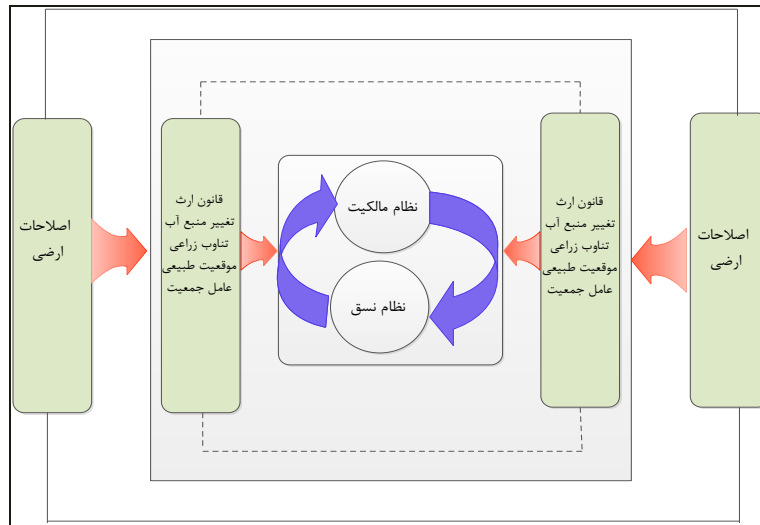 اصلاحات
ارضی
قانون ارث
تغییر منبع آب
تناوب زراعی
موقعیت طبیعی
عامل جمعیت
نظام مالکیت
نظام نسق
قانون ارث
تغییر منبع آب
تناوب زراعی
موقعیت طبیعی
عامل جمعیت
اصلاحات
ارضی